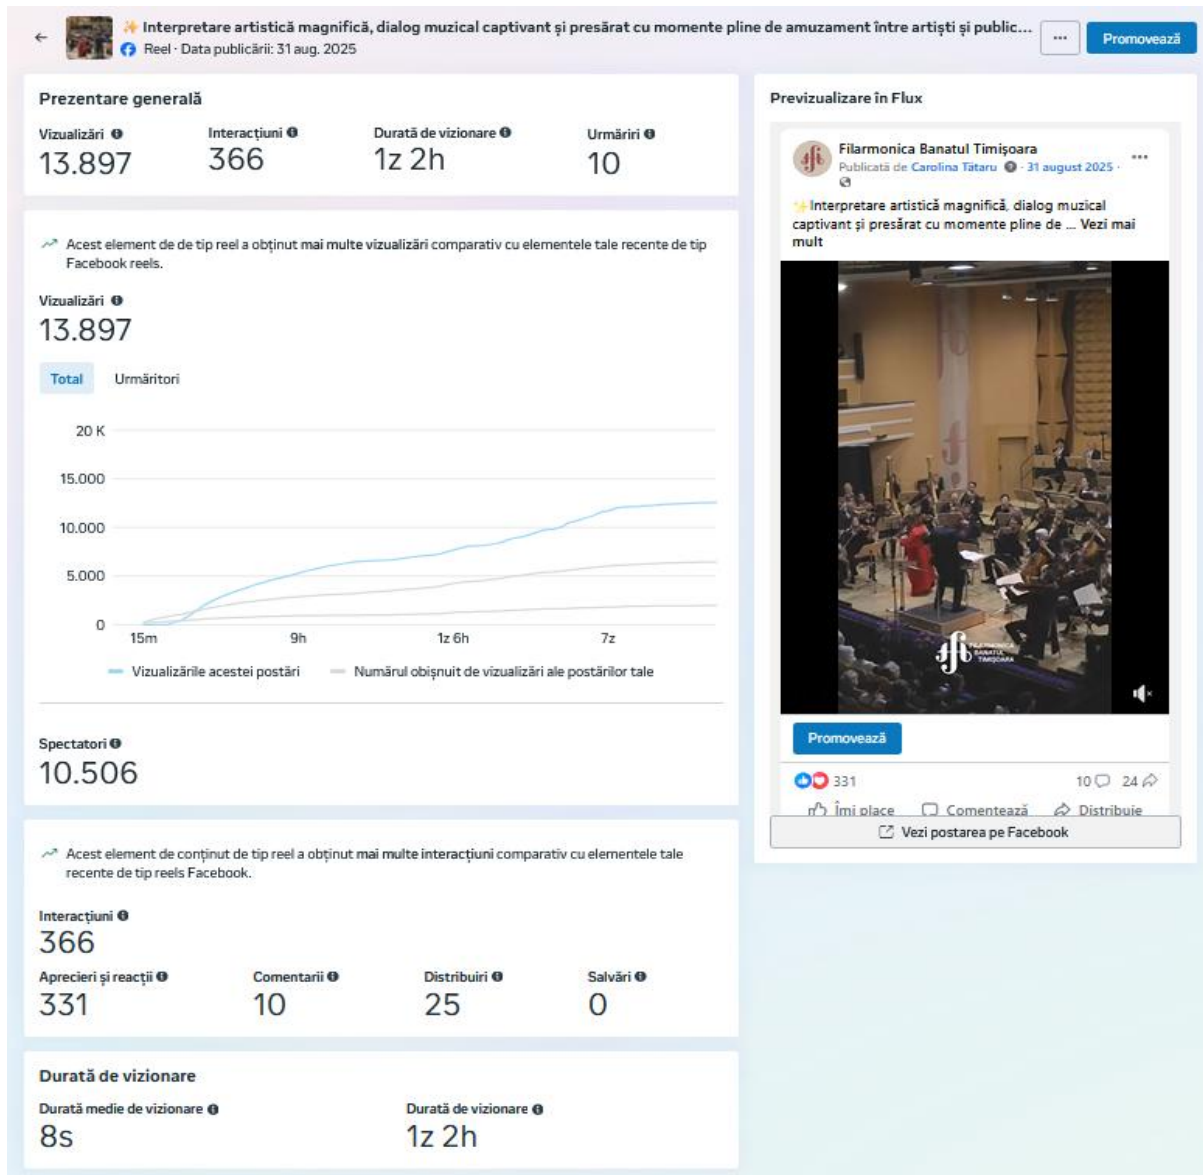 ✨ Interpretare artistică magnifică, dialog muzical captivant și presărat cu momente pline de amuzament între artiști și public...
Reel · Data publicării: 31 aug. 2025
Promovează
Prezentare generală
Vizualizări
Interacțiuni
Durată de vizionare
Urmăriri
13.897
366
1z 2h
10
Acest element de de tip reel a obținut mai multe vizualizări comparativ cu elementele tale recente de tip
Facebook reels.
Vizualizări
13.897
Total
Urmăritori
20 K
15.000
10.000
5.000
0
15m
9h
1z 6h
7z
Vizualizările acestei postări
Numărul obișnuit de vizualizări ale postărilor tale
Spectatori
10.506
Acest element de conținut de tip reel a obținut mai multe interacțiuni comparativ cu elementele tale
recente de tip reels Facebook.
Interacțiuni
366
Aprecieri și reacții
Comentarii
Distribuiri
Salvări
331
10
25
0
Durată de vizionare
Durată medie de vizionare
Durată de vizionare
8s
1z 2h
Previzualizare în Flux
Filarmonica Banatul Timișoara
Publicată de Carolina Tătaru · 31 august 2025 ·
✨Interpretare artistică magnifică, dialog muzical
captivant și presărat cu momente pline de ... Vezi mai
mult
FILARMONICA
BANATUL
TIMIȘOARA
Promovează
331
10
24
Îmi place
Comentează
Distribuie
Vezi postarea pe Facebook